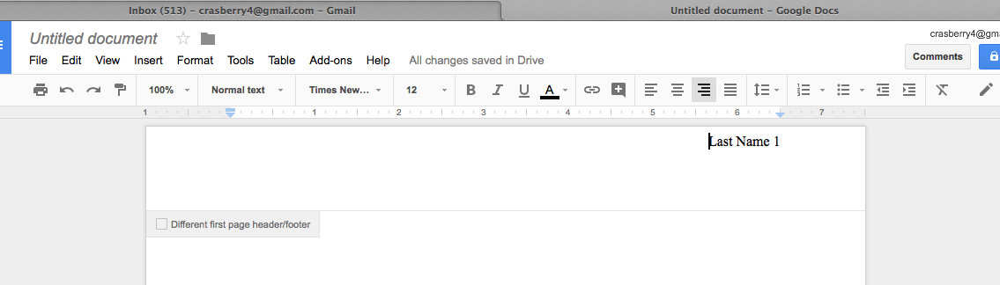 Inbox (513) – crasberry4@gmail.com – Gmail Untitled document – Google Docs
Untitled document crasberry4@gma
File Edit View Insert Format Tools Table Add-ons Help All changes saved in Drive Comments
100% Normal text Times New... 12 B I U A
1 1 2 3 4 5 6 7
Last Name 1
Different first page header/footer